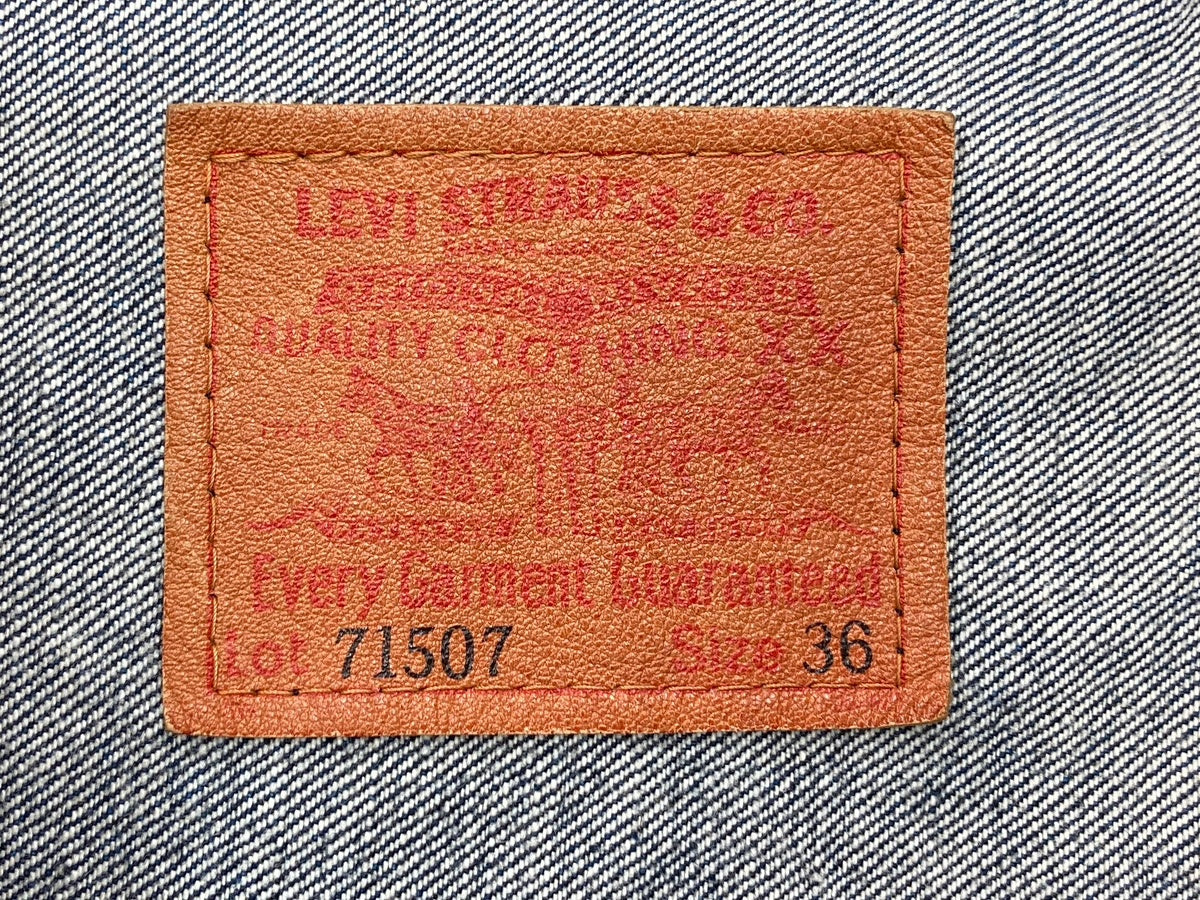 LEVI STRAUSS & CO.
QUALITY CLOTHING XX
Every Garment Guaranteed
Lot 71507 Size 36